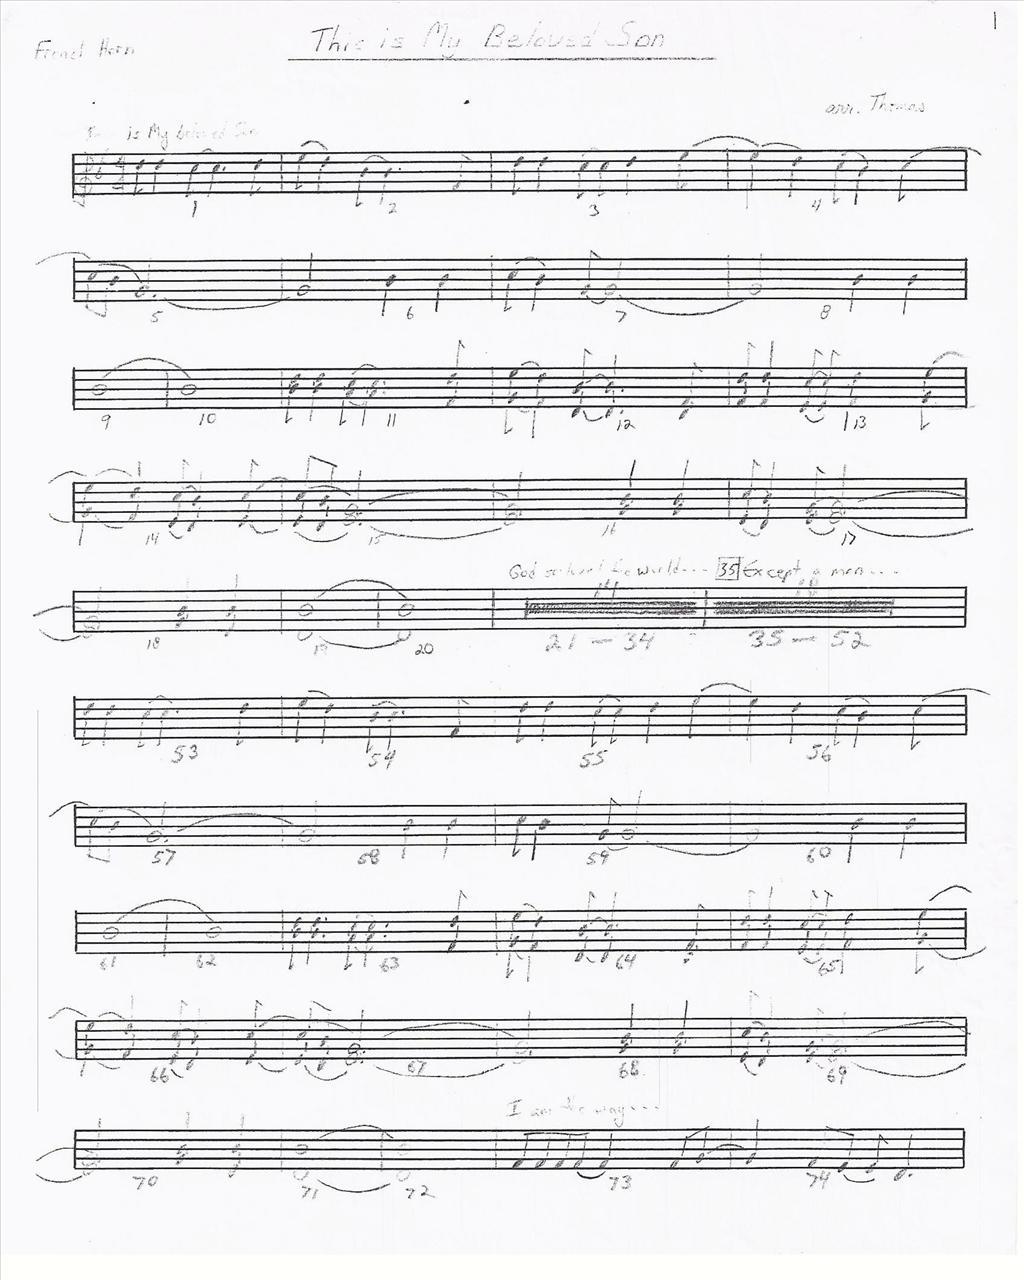 1
This is My Beloved Son
French Horn
arr. Thomas
is My beloved Son
1 2 3 4
5 6 7 8
9 10 11 12 13
14 15 16 17
God so loved the world... 35 Except a man...
14 18
18 19 20 21 — 34 35 — 52
53 54 55 56
57 58 59 60
61 62 63 64 65
66 67 68 69
I am the way...
70 71 72 73 74